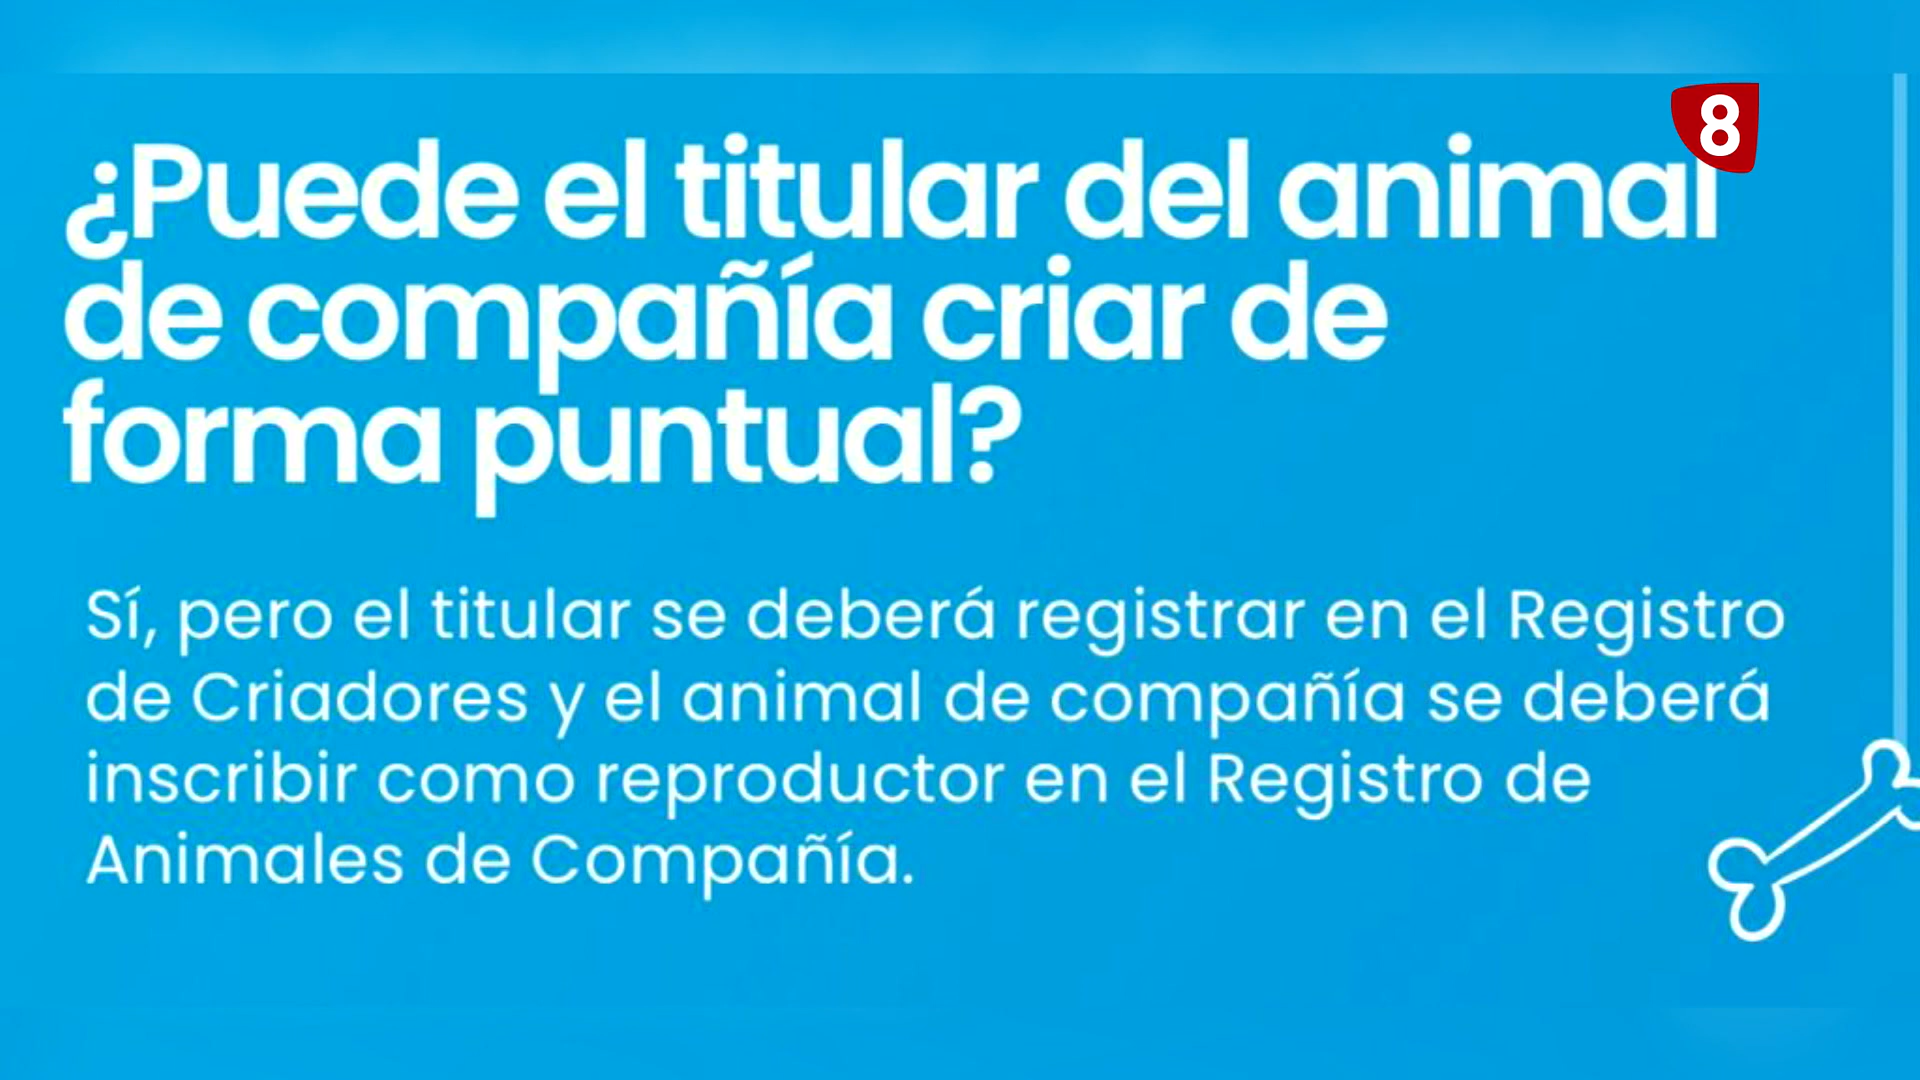 8
¿Puede el titular del animal
de compañía criar de
forma puntual?
Sí, pero el titular se deberá registrar en el Registro
de Criadores y el animal de compañía se deberá
inscribir como reproductor en el Registro de
Animales de Compañía.